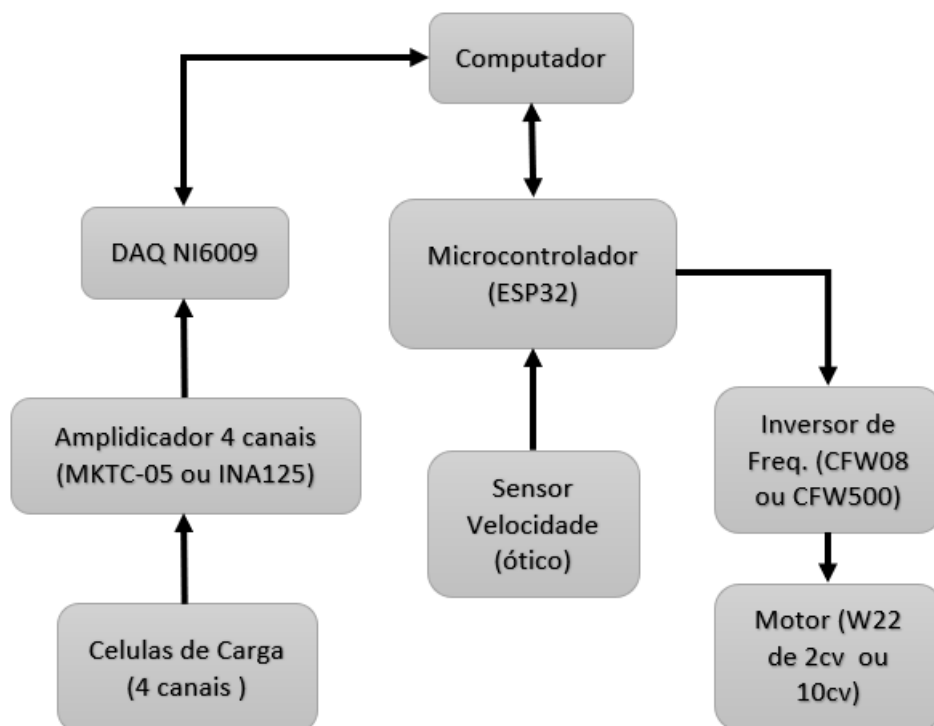 Computador
DAQ NI6009
Microcontrolador
(ESP32)
Amplidicador 4 canais
(MKTC-05 ou INA125)
Inversor de
Freq. (CFW08
ou CFW500)
Sensor
Velocidade
(ótico)
Celulas de Carga
(4 canais )
Motor (W22
de 2cv ou
10cv)